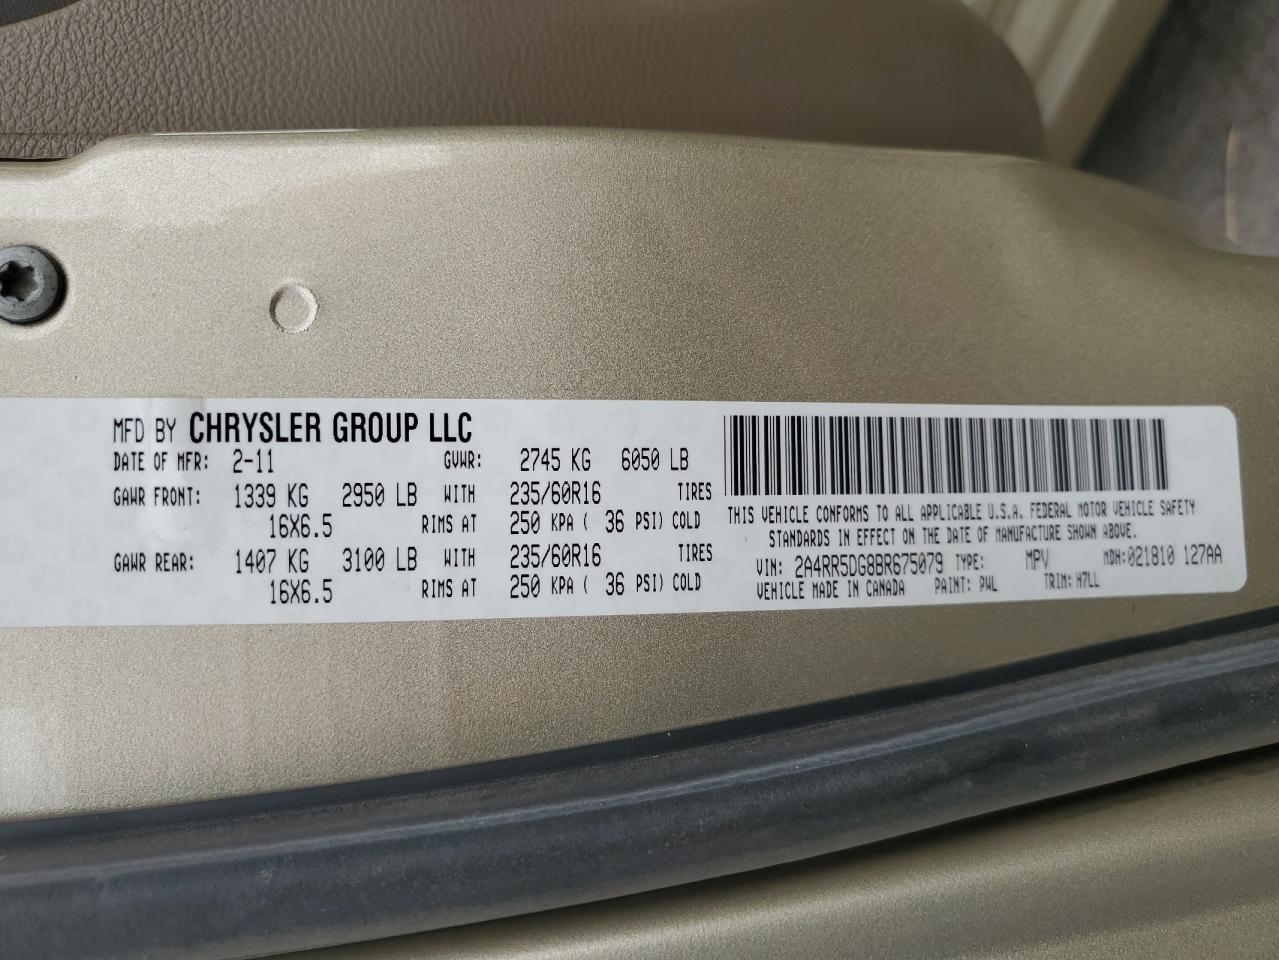 MFD BY CHRYSLER GROUP LLC
DATE OF MFR: 2-11 GVWR: 2745 KG 6050 LB
GAWR FRONT: 1339 KG 2950 LB WITH 235/60R16 TIRES
16X6.5 RIMS AT 250 KPA ( 36 PSI) COLD
GAWR REAR: 1407 KG 3100 LB WITH 235/60R16 TIRES
16X6.5 RIMS AT 250 KPA ( 36 PSI) COLD
THIS VEHICLE CONFORMS TO ALL APPLICABLE U.S.A. FEDERAL MOTOR VEHICLE SAFETY
STANDARDS IN EFFECT ON THE DATE OF MANUFACTURE SHOWN ABOVE.
VIN: 2A4RR5DG8BR675079 TYPE: MPV MDH:021810 127AA
VEHICLE MADE IN CANADA PAINT: PWL TRIM: H7LL